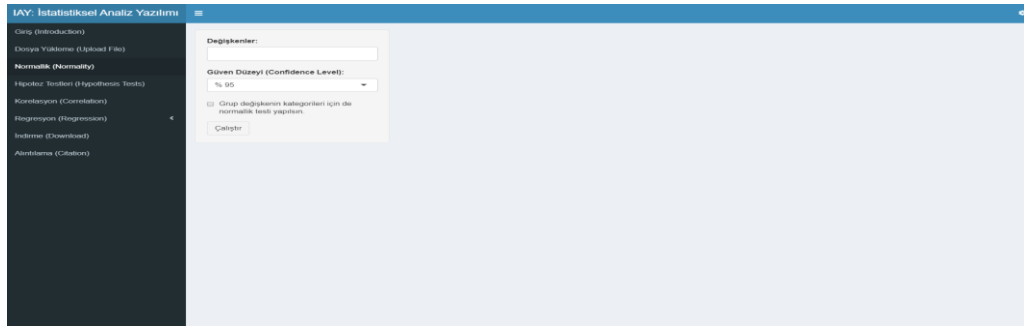 IAY: İstatistiksel Analiz Yazılımı
Giriş (Introduction)
Dosya Yükleme (Upload File)
Normallik (Normality)
Hipotez Testleri (Hypothesis Tests)
Korelasyon (Correlation)
Regresyon (Regression)
İndirme (Download)
Alıntılama (Citation)
Değişkenler:
Güven Düzeyi (Confidence Level):
% 95
Grup değişkenin kategorileri için de
normallik testi yapılsın.
Çalıştır